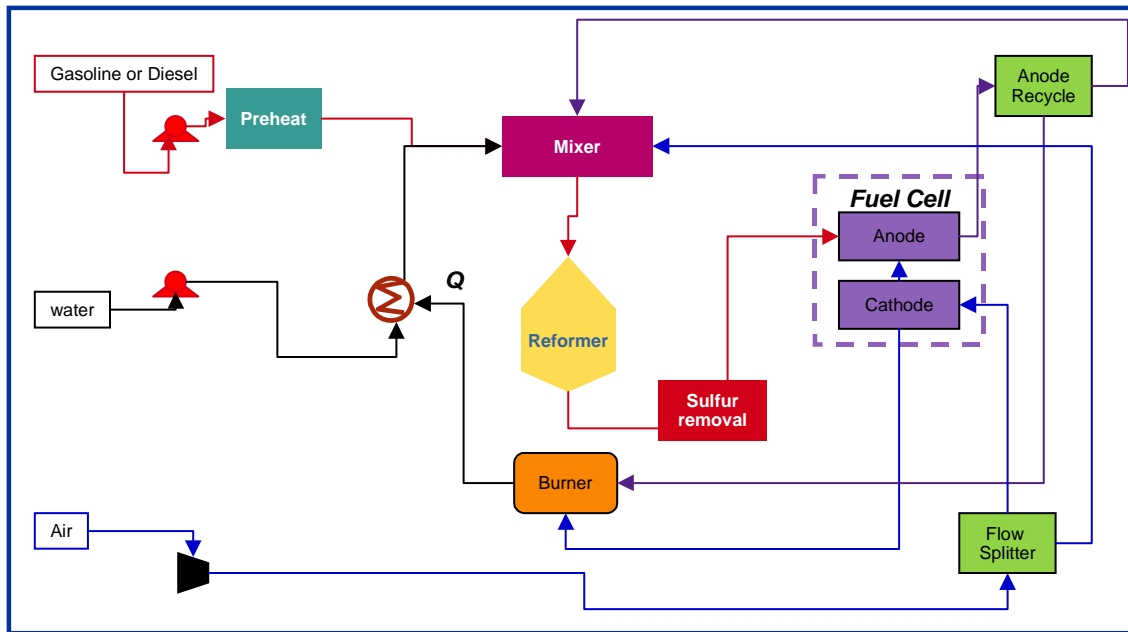 Gasoline or Diesel
Preheat
Mixer
Anode
Recycle
Fuel Cell
Anode
Cathode
water
Q
Reformer
Sulfur
removal
Burner
Air
Flow
Splitter